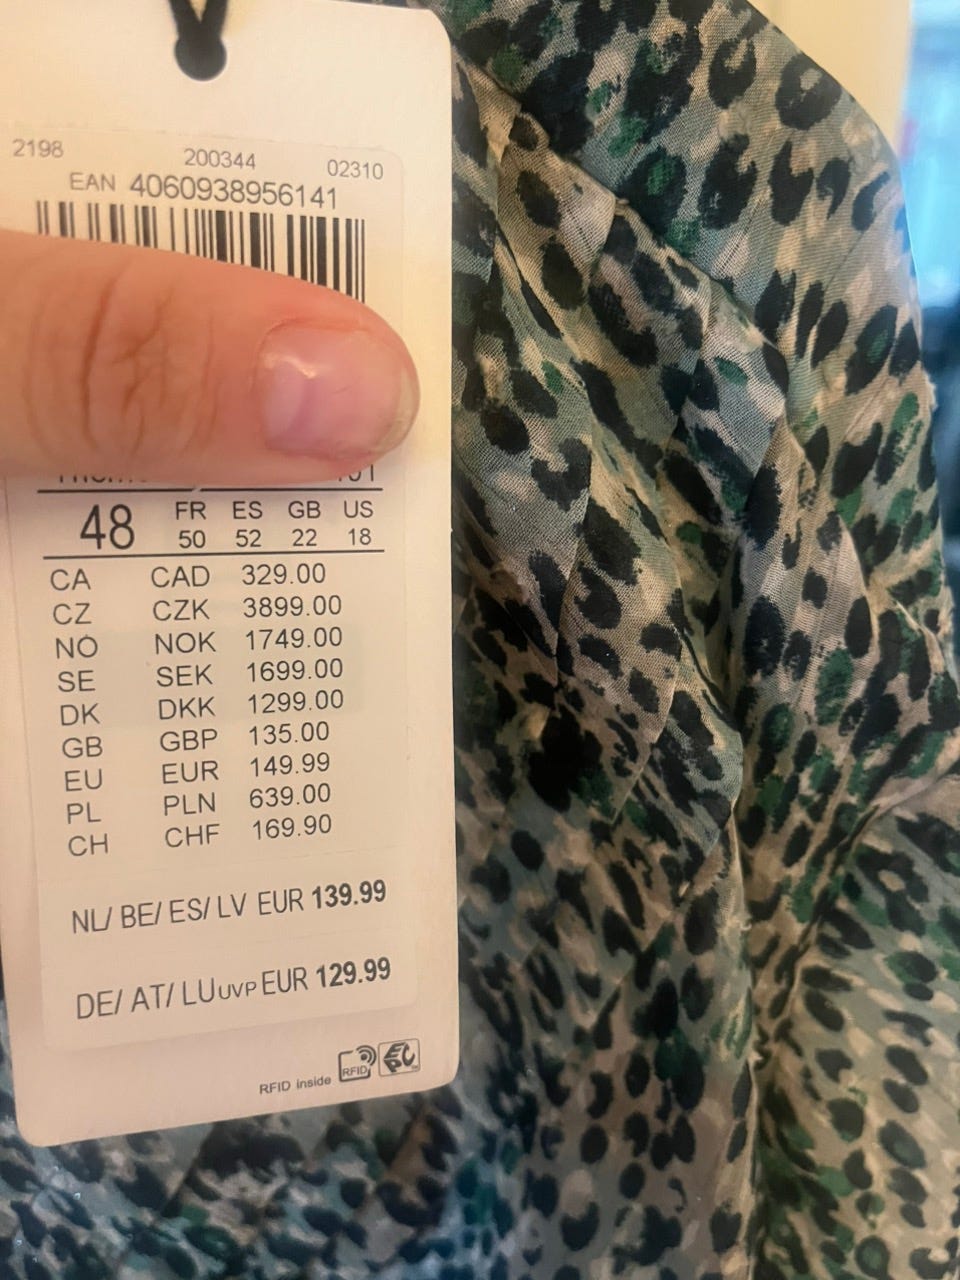 2198 200344 02310
EAN 4060938956141
48 FR ES GB US
50 52 22 18
CA CAD 329.00
CZ CZK 3899.00
NO NOK 1749.00
SE SEK 1699.00
DK DKK 1299.00
GB GBP 135.00
EU EUR 149.99
PL PLN 639.00
CH CHF 169.90
NL/ BE/ ES/ LV EUR 139.99
DE/ AT/ LU UVP EUR 129.99
RFID inside RFID EPC